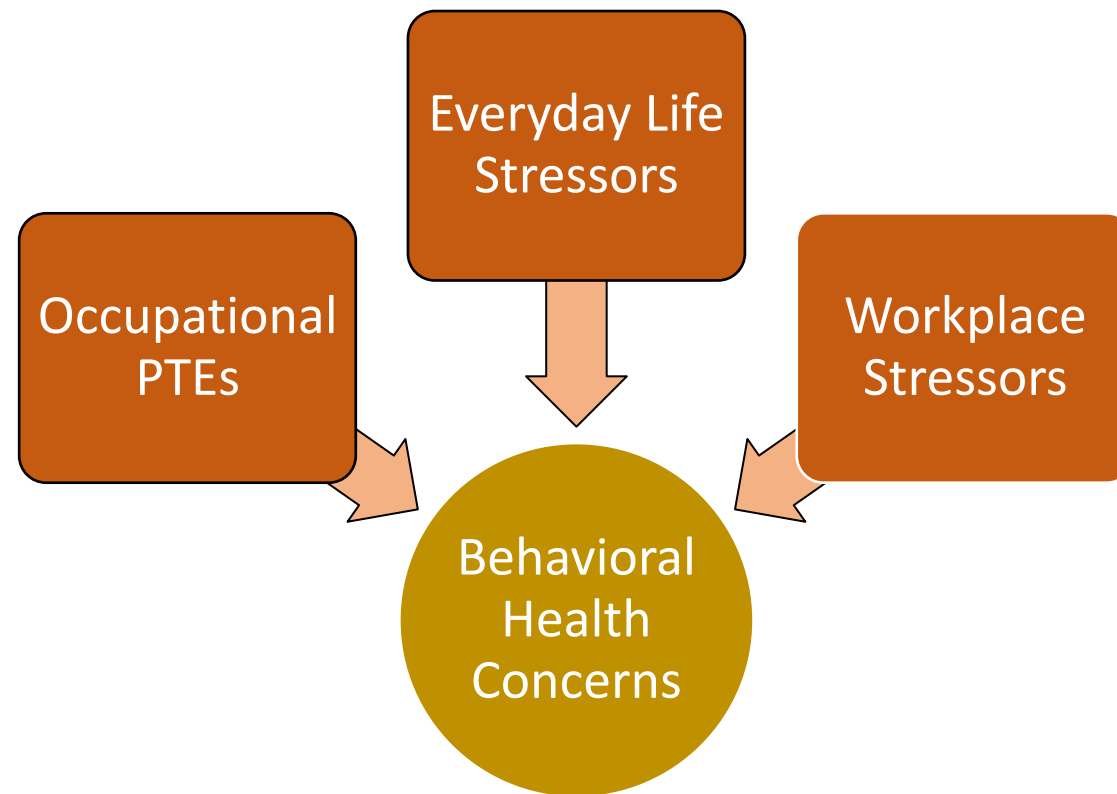 Everyday Life
Stressors
Occupational
PTEs
Workplace
Stressors
Behavioral
Health
Concerns